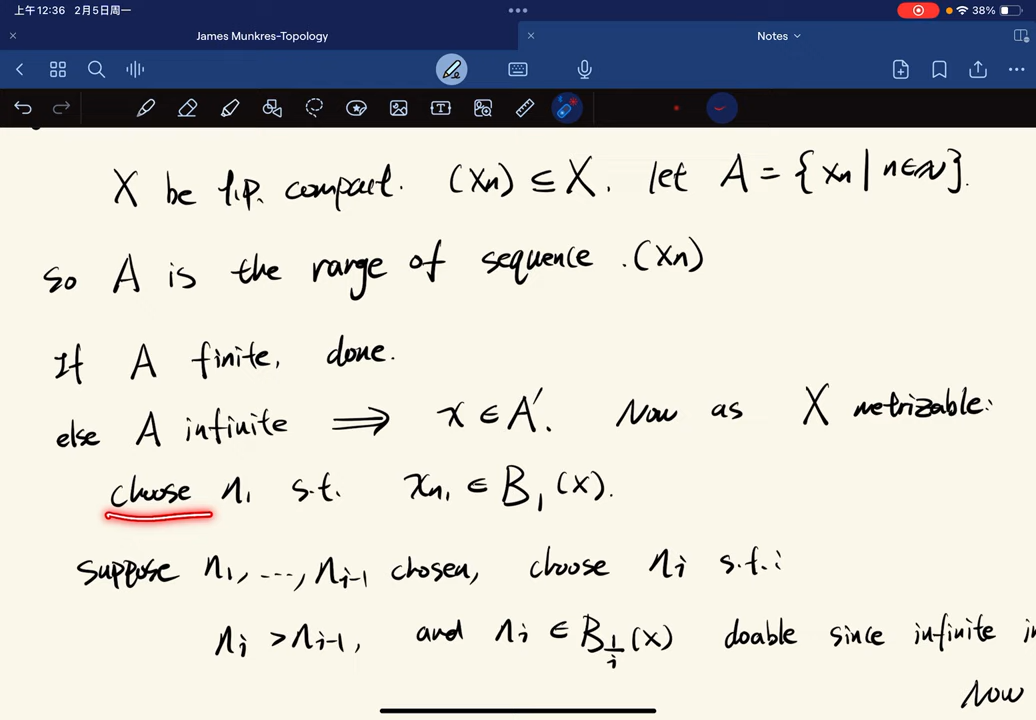 上午12:36 2月5日周一
38%
James Munkres-Topology
Notes
X be l.p. compact. (xn) ⊆ X. let A = {xn | n∈N}.
so A is the range of sequence .(xn)
If A finite, done.
else A infinite ⟹ x ∈ A'. Now as X metrizable:
choose n₁ s.t. xn₁ ∈ B₁(x).
suppose n₁, ..., nᵢ₋₁ chosen, choose nᵢ s.t.:
nᵢ > nᵢ₋₁, and nᵢ ∈ B_{1/i}(x) doable since infinite
Now